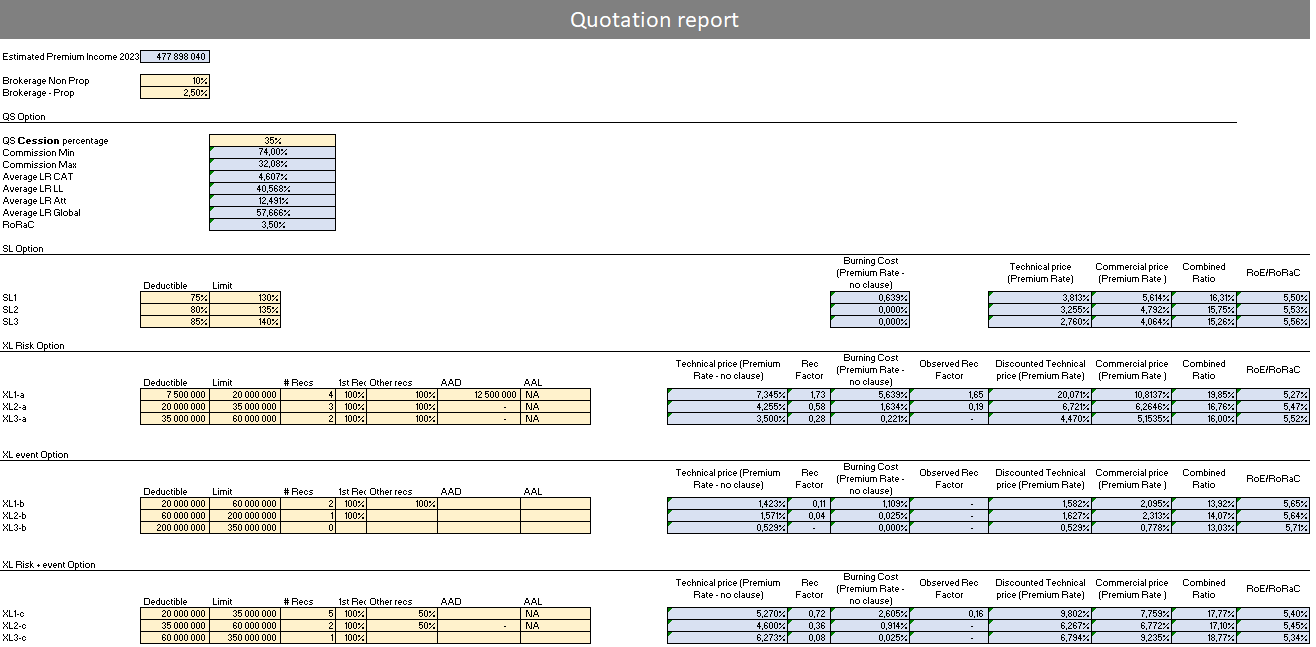 Quotation report
Estimated Premium Income 2023 477 898 040
Brokerage Non Prop 10%
Brokerage - Prop 2,50%
QS Option
QS Cession percentage 35%
Commission Min 74,00%
Commission Max 32,08%
Average LR CAT 4,607%
Average LR LL 40,568%
Average LR Att 12,491%
Average LR Global 57,666%
RoRaC 3,50%
SL Option
Deductible Limit Burning Cost (Premium Rate - no clause) Technical price (Premium Rate) Commercial price (Premium Rate ) Combined Ratio RoE/RoRaC
SL1 75% 130% 0,639% 3,813% 5,614% 16,31% 5,50%
SL2 80% 135% 0,000% 3,255% 4,792% 15,75% 5,53%
SL3 85% 140% 0,000% 2,760% 4,064% 15,26% 5,56%
XL Risk Option
Deductible Limit # Recs 1st Rec Other recs AAD AAL Technical price (Premium Rate - no clause) Rec Factor Burning Cost (Premium Rate - no clause) Observed Rec Factor Discounted Technical price (Premium Rate) Commercial price (Premium Rate ) Combined Ratio RoE/RoRaC
XL1-a 7 500 000 20 000 000 4 100% 100% 12 500 000 NA 7,345% 1,73 5,639% 1,65 20,071% 10,8137% 19,85% 5,27%
XL2-a 20 000 000 35 000 000 3 100% 100% - NA 4,255% 0,58 1,634% 0,19 6,721% 6,2646% 16,76% 5,47%
XL3-a 35 000 000 60 000 000 2 100% 100% - NA 3,500% 0,28 0,221% - 4,470% 5,1535% 16,00% 5,52%
XL event Option
Deductible Limit # Recs 1st Rec Other recs AAD AAL Technical price (Premium Rate - no clause) Rec Factor Burning Cost (Premium Rate - no clause) Observed Rec Factor Discounted Technical price (Premium Rate) Commercial price (Premium Rate ) Combined Ratio RoE/RoRaC
XL1-b 20 000 000 60 000 000 2 100% 100% 1,423% 0,11 1,109% - 1,582% 2,095% 13,92% 5,65%
XL2-b 60 000 000 200 000 000 1 100% 1,571% 0,04 0,025% - 1,627% 2,313% 14,07% 5,64%
XL3-b 200 000 000 350 000 000 0 0,529% - 0,000% - 0,529% 0,778% 13,03% 5,71%
XL Risk + event Option
Deductible Limit # Recs 1st Rec Other recs AAD AAL Technical price (Premium Rate - no clause) Rec Factor Burning Cost (Premium Rate - no clause) Observed Rec Factor Discounted Technical price (Premium Rate) Commercial price (Premium Rate ) Combined Ratio RoE/RoRaC
XL1-c 20 000 000 35 000 000 5 100% 50% 5,270% 0,72 2,605% 0,16 9,802% 7,759% 17,77% 5,40%
XL2-c 35 000 000 60 000 000 2 100% 50% - NA 4,600% 0,36 0,914% - 6,267% 6,772% 17,10% 5,45%
XL3-c 60 000 000 350 000 000 1 100% 6,273% 0,08 0,025% - 6,794% 9,235% 18,77% 5,34%